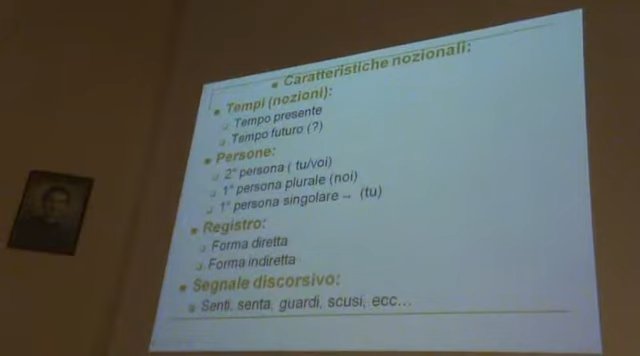 Caratteristiche nozionali:
Tempi (nozioni):
Tempo presente
Tempo futuro (?)
Persone:
2° persona ( tu/voi)
1° persona plurale (noi)
1° persona singolare → (tu)
Registro:
Forma diretta
Forma indiretta
Segnale discorsivo:
Senti, senta, guardi, scusi, ecc...